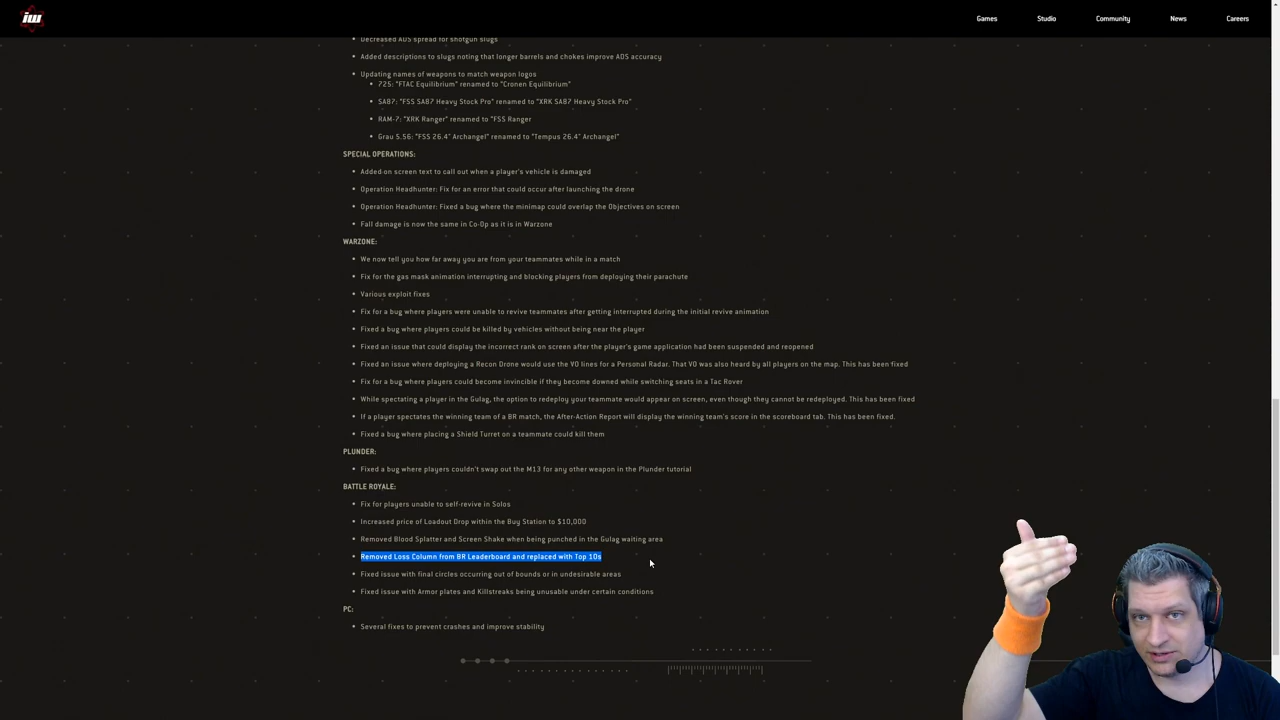 iw
Games
Studio
Community
News
Careers
Decreased ADS spread for shotgun slugs
Added descriptions to slugs noting that longer barrels and chokes improve ADS accuracy
Updating names of weapons to match weapon logos
725: "FTAC Equilibrium" renamed to "Cronen Equilibrium"
SA87: "FSS SA87 Heavy Stock Pro" renamed to "XRK SA87 Heavy Stock Pro"
RAM-7: "XRK Ranger" renamed to "FSS Ranger
Grau 5.56: "FSS 26.4" Archangel" renamed to "Tempus 26.4" Archangel"
SPECIAL OPERATIONS:
Added on screen text to call out when a player's vehicle is damaged
Operation Headhunter: Fix for an error that could occur after launching the drone
Operation Headhunter: Fixed a bug where the minimap could overlap the Objectives on screen
Fall damage is now the same in Co-Op as it is in Warzone
WARZONE:
We now tell you how far away you are from your teammates while in a match
Fix for the gas mask animation interrupting and blocking players from deploying their parachute
Various exploit fixes
Fix for a bug where players were unable to revive teammates after getting interrupted during the initial revive animation
Fixed a bug where players could be killed by vehicles without being near the player
Fixed an issue that could display the incorrect rank on screen after the player's game application had been suspended and reopened
Fixed an issue where deploying a Recon Drone would use the VO lines for a Personal Radar. That VO was also heard by all players on the map. This has been fixed
Fix for a bug where players could become invincible if they become downed while switching seats in a Tac Rover
While spectating a player in the Gulag, the option to redeploy your teammate would appear on screen, even though they cannot be redeployed. This has been fixed
If a player spectates the winning team of a BR match, the After-Action Report will display the winning team's score in the scoreboard tab. This has been fixed.
Fixed a bug where placing a Shield Turret on a teammate could kill them
PLUNDER:
Fixed a bug where players couldn't swap out the M13 for any other weapon in the Plunder tutorial
BATTLE ROYALE:
Fix for players unable to self-revive in Solos
Increased price of Loadout Drop within the Buy Station to $10,000
Removed Blood Splatter and Screen Shake when being punched in the Gulag waiting area
Removed Loss Column from BR Leaderboard and replaced with Top 10s
Fixed issue with final circles occurring out of bounds or in undesirable areas
Fixed issue with Armor plates and Killstreaks being unusable under certain conditions
PC:
Several fixes to prevent crashes and improve stability